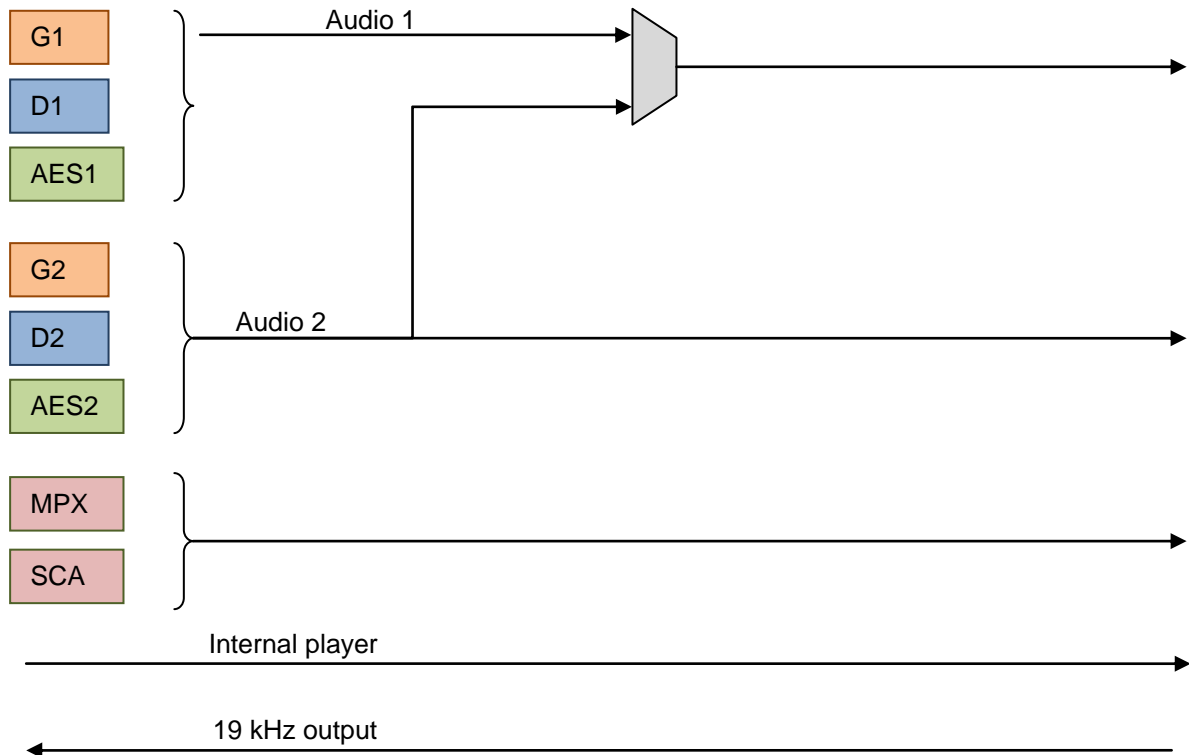 G1
Audio 1
D1
AES1
G2
D2
Audio 2
AES2
MPX
SCA
Internal player
19 kHz output